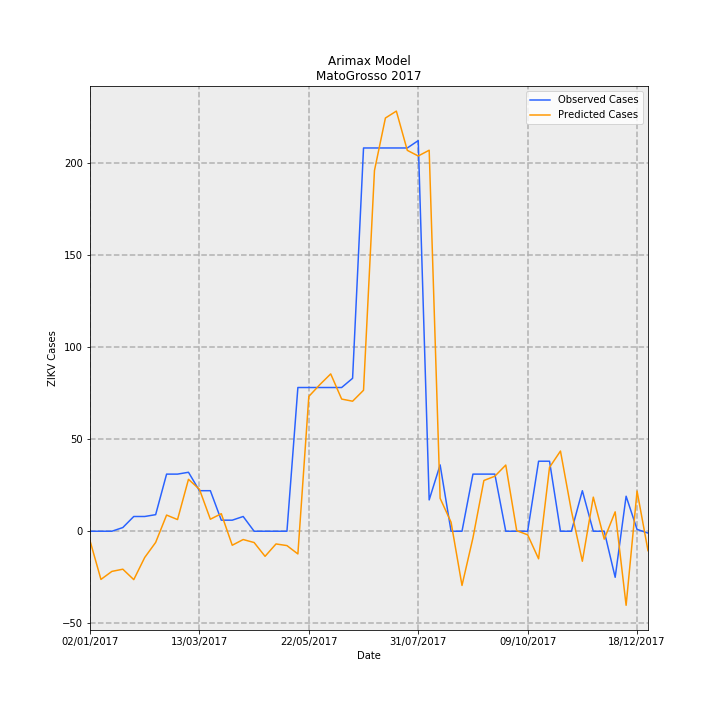 Arimax Model
MatoGrosso 2017
Observed Cases
Predicted Cases
ZIKV Cases
200
150
100
50
0
−50
02/01/2017
13/03/2017
22/05/2017
31/07/2017
09/10/2017
18/12/2017
Date